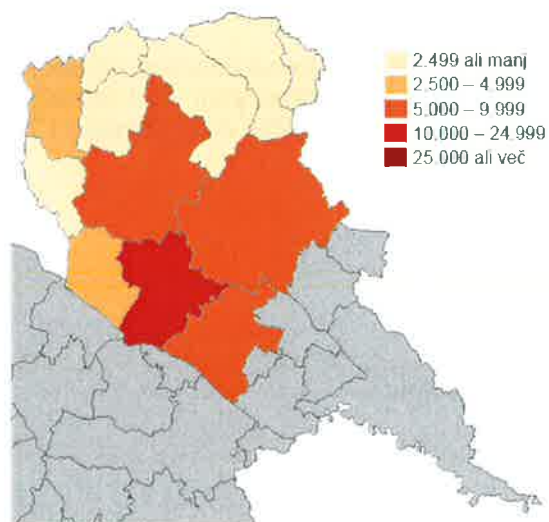 2.499 ali manj
2.500 – 4.999
5.000 – 9.999
10.000 – 24.999
25.000 ali več